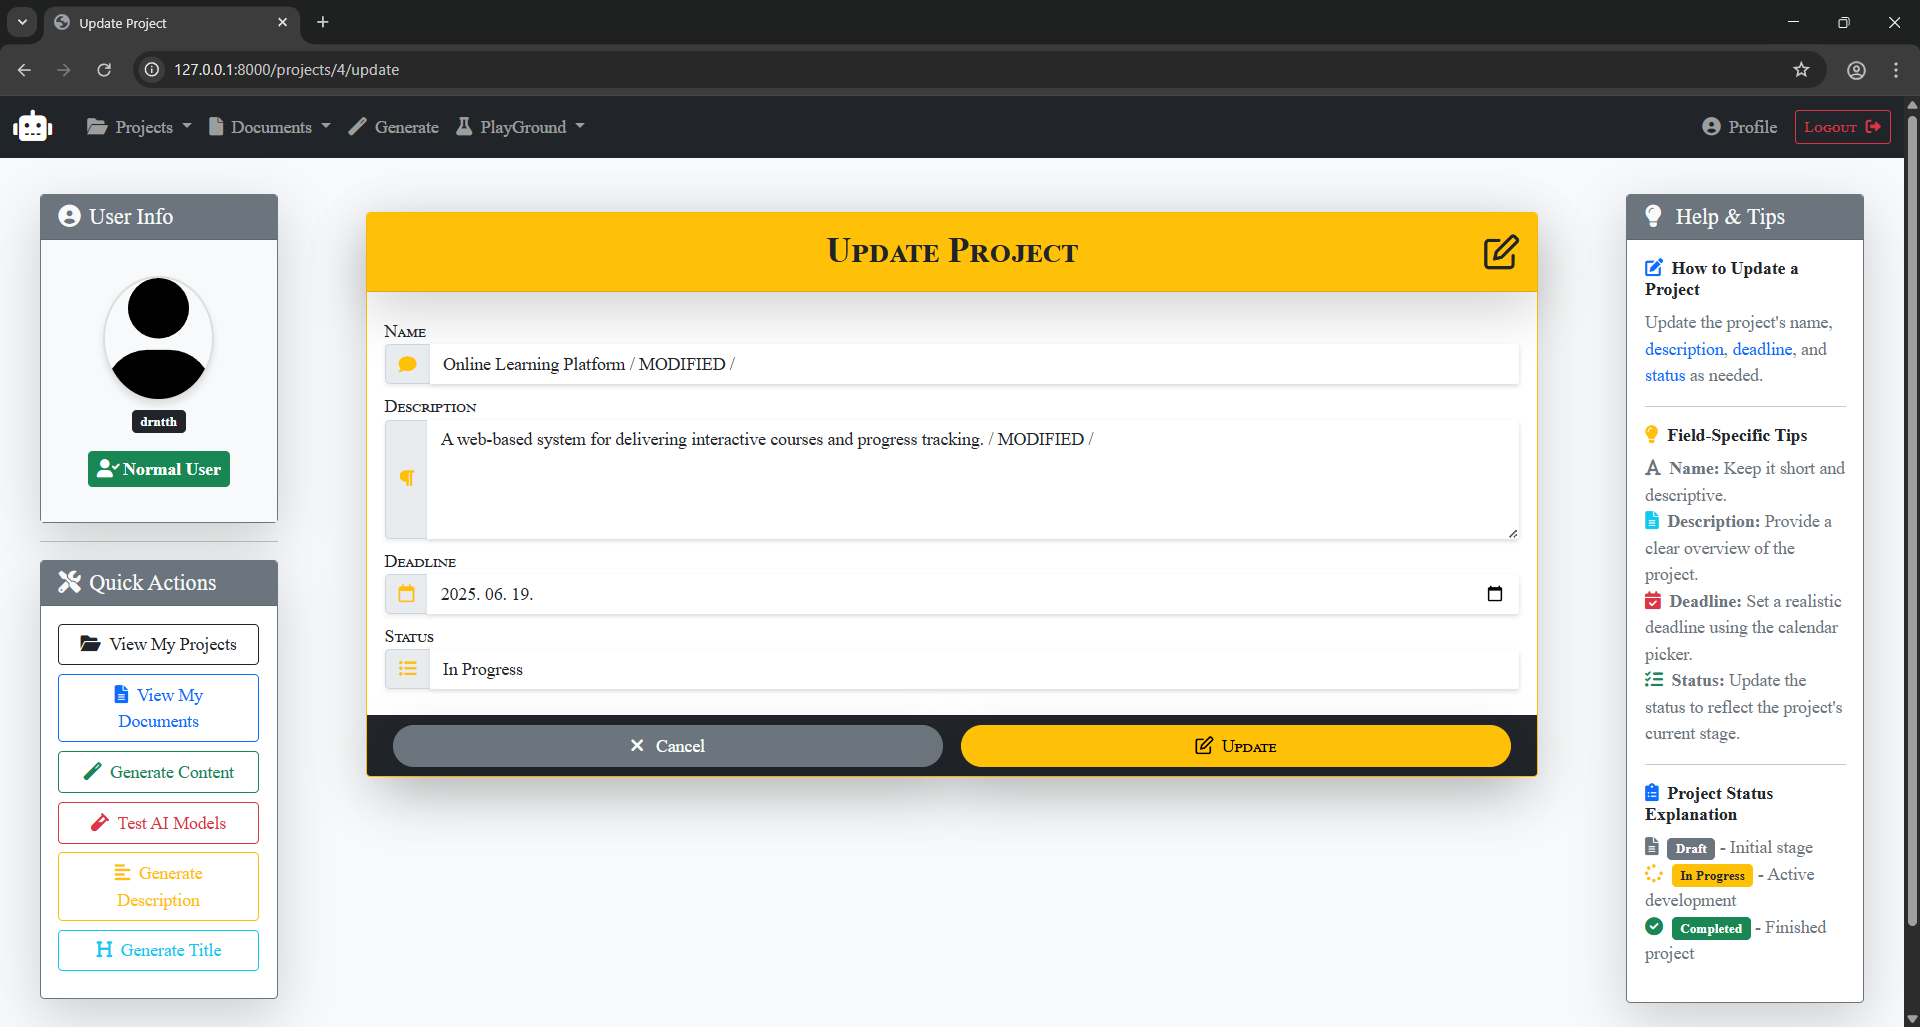 Update Project
127.0.0.1:8000/projects/4/update
Projects
Documents
Generate
PlayGround
Profile
Logout
User Info
drntth
Normal User
Quick Actions
View My Projects
View My
Documents
Generate Content
Test AI Models
Generate
Description
Generate Title
Update Project
Name
Online Learning Platform / MODIFIED /
Description
A web-based system for delivering interactive courses and progress tracking. / MODIFIED /
Deadline
2025. 06. 19.
Status
In Progress
Cancel
Update
Help & Tips
How to Update a
Project
Update the project's name,
description, deadline, and
status as needed.
Field-Specific Tips
Name: Keep it short and
descriptive.
Description: Provide a
clear overview of the
project.
Deadline: Set a realistic
deadline using the calendar
picker.
Status: Update the
status to reflect the project's
current stage.
Project Status
Explanation
Draft - Initial stage
In Progress - Active
development
Completed - Finished
project